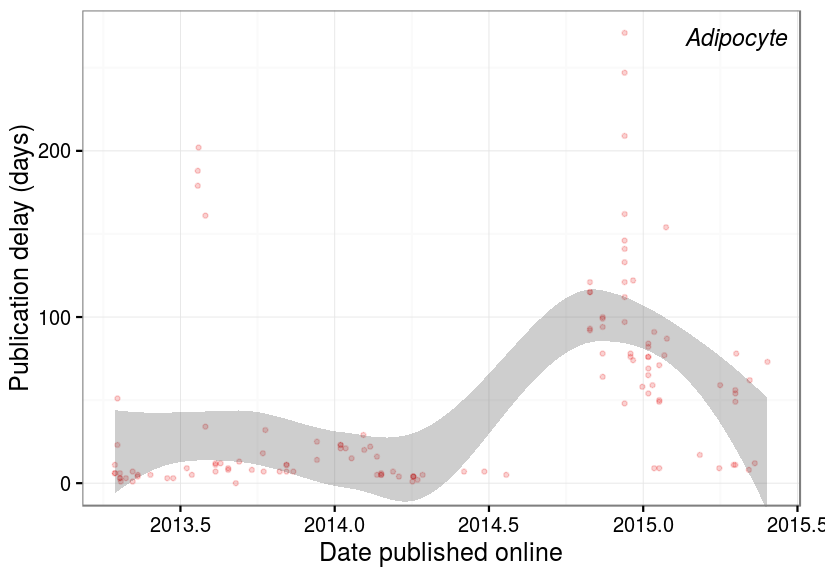 Adipocyte
Publication delay (days)
200
100
0
2013.5 2014.0 2014.5 2015.0 2015.5
Date published online